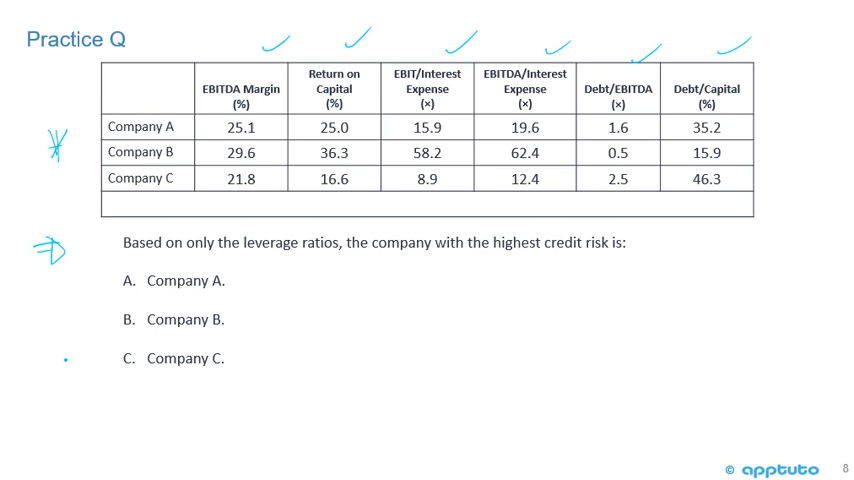 Practice Q
EBITDA Margin (%) Return on Capital (%) EBIT/Interest Expense (×) EBITDA/Interest Expense (×) Debt/EBITDA (×) Debt/Capital (%)
Company A 25.1 25.0 15.9 19.6 1.6 35.2
Company B 29.6 36.3 58.2 62.4 0.5 15.9
Company C 21.8 16.6 8.9 12.4 2.5 46.3
Based on only the leverage ratios, the company with the highest credit risk is:
A. Company A.
B. Company B.
C. Company C.
© apptuto 8